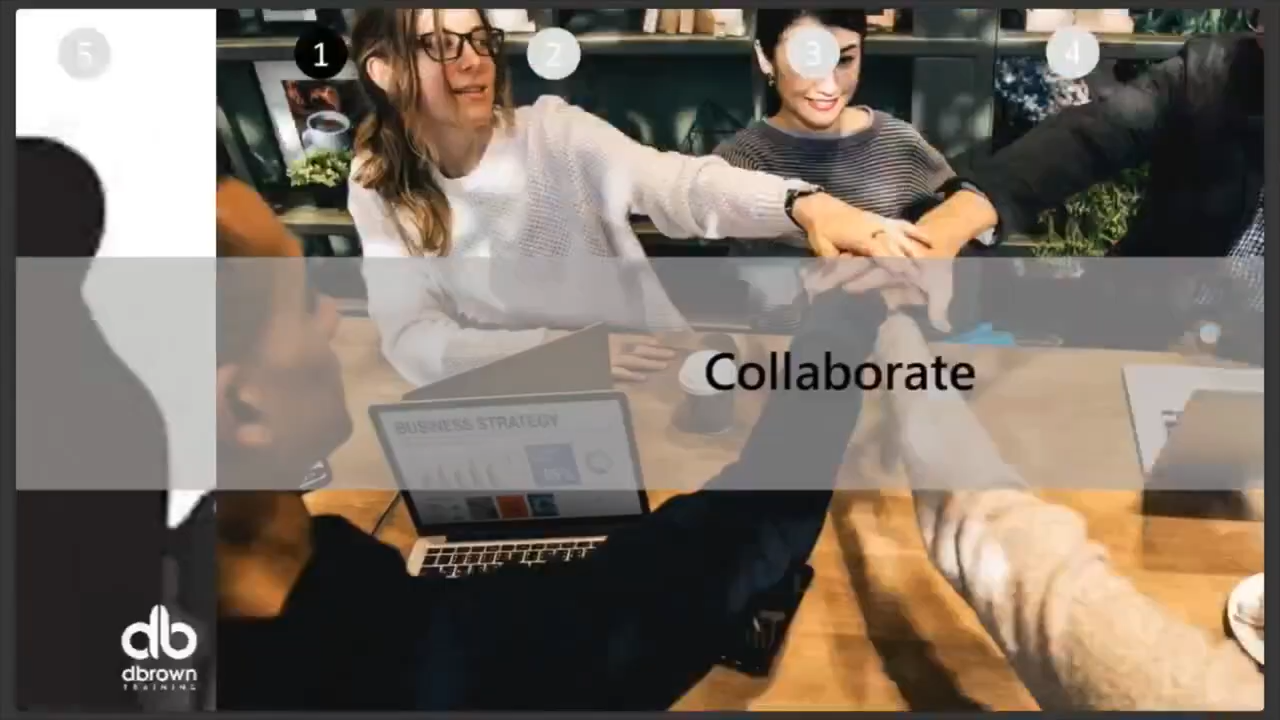 5
1
2
3
4
Collaborate
BUSINESS STRATEGY
db
dbrown
TRAINING